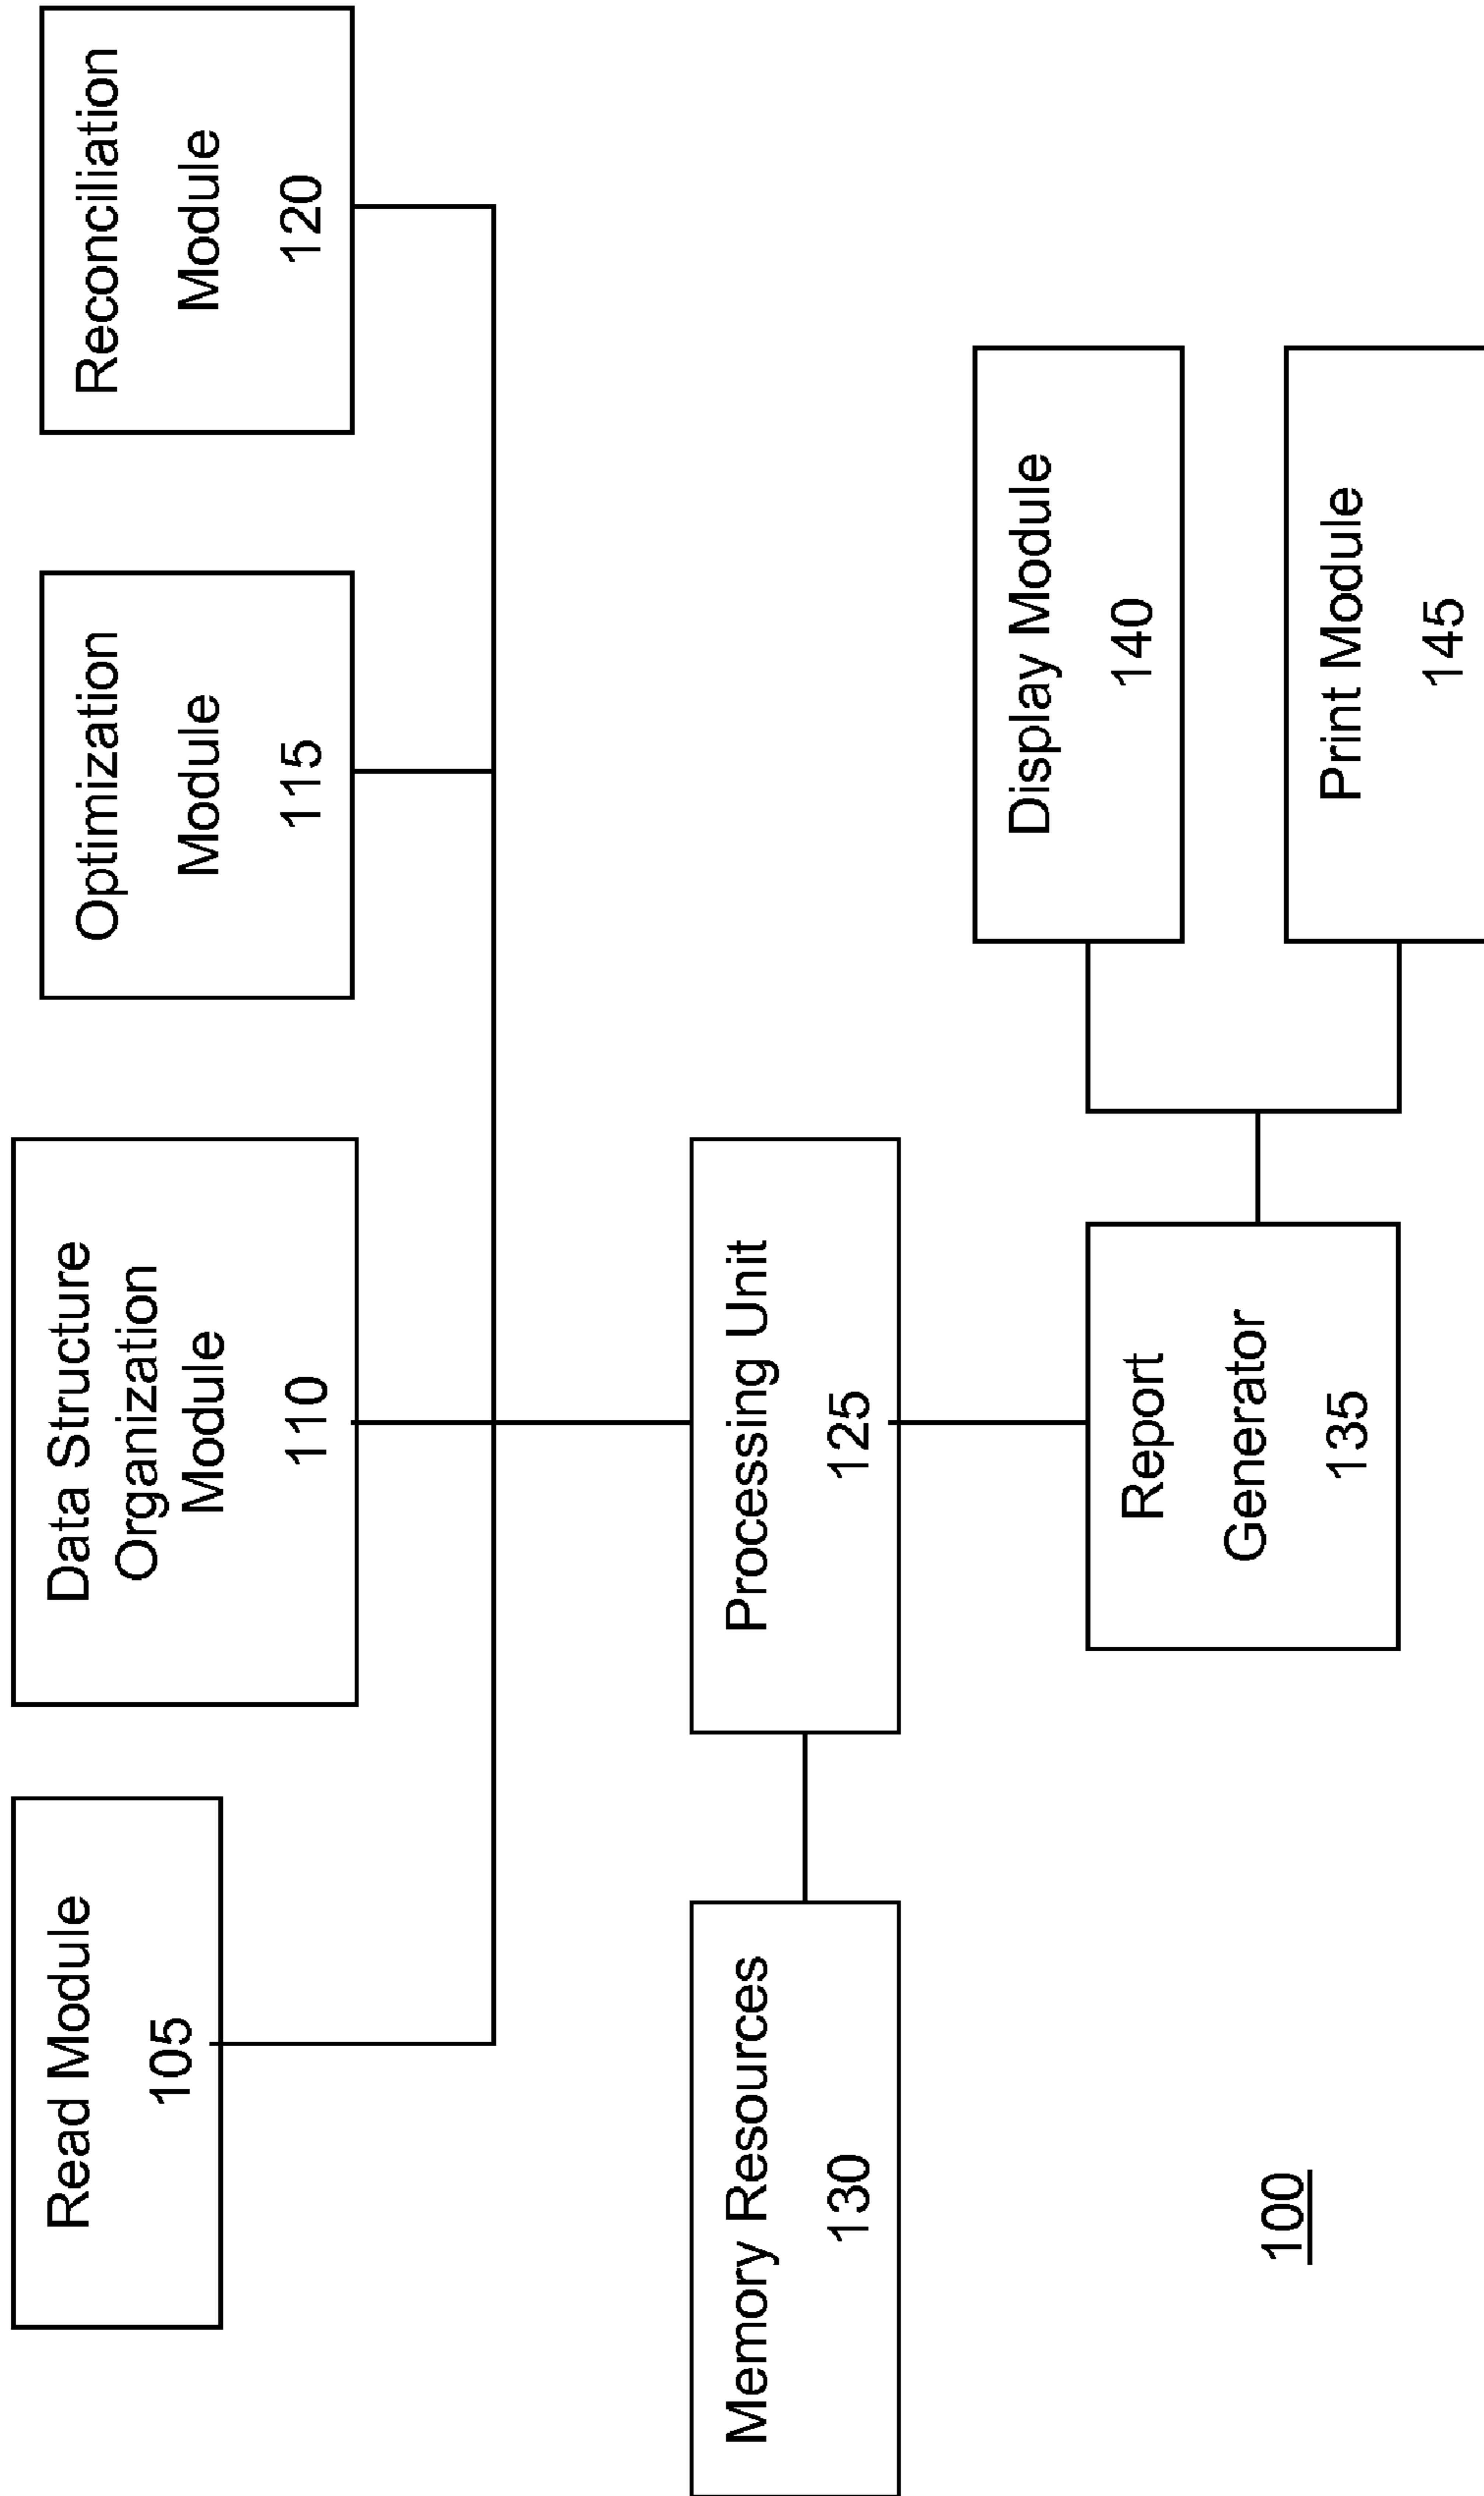 Read Module
105
Data Structure
Organization
Module
110
Optimization
Module
115
Reconciliation
Module
120
Memory Resources
130
Processing Unit
125
Display Module
140
Report
Generator
135
Print Module
145
100